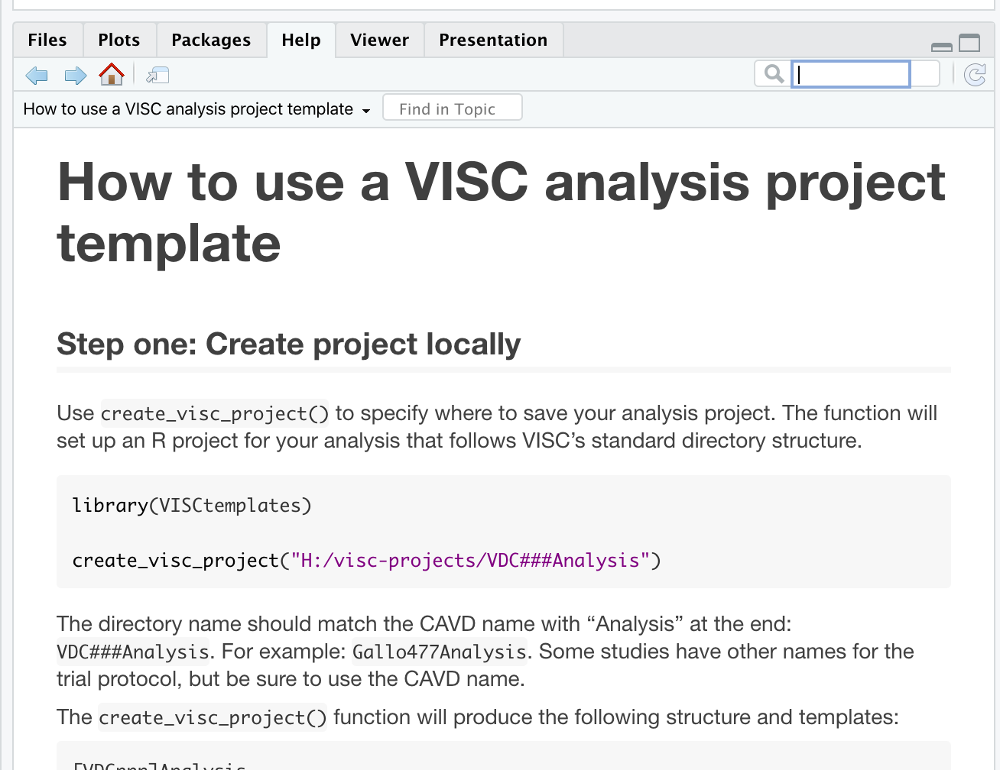 Files Plots Packages Help Viewer Presentation
How to use a VISC analysis project template Find in Topic
How to use a VISC analysis project
template
Step one: Create project locally
Use create_visc_project() to specify where to save your analysis project. The function will
set up an R project for your analysis that follows VISC’s standard directory structure.
library(VISCtemplates)
create_visc_project("H:/visc-projects/VDC###Analysis")
The directory name should match the CAVD name with “Analysis” at the end:
VDC###Analysis. For example: Gallo477Analysis. Some studies have other names for the
trial protocol, but be sure to use the CAVD name.
The create_visc_project() function will produce the following structure and templates: